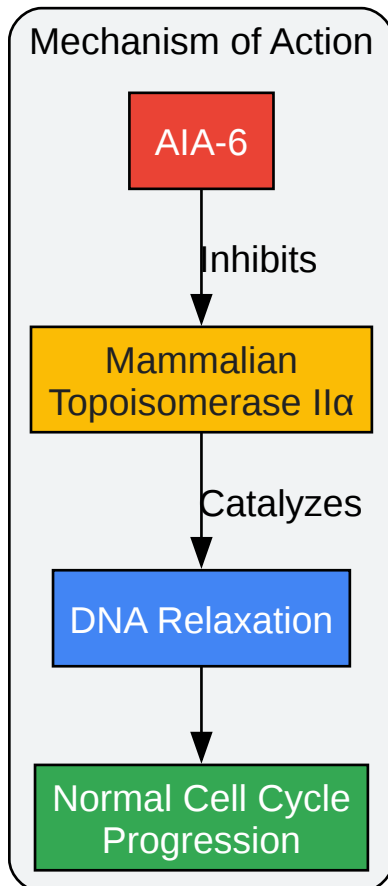 Mechanism of Action
AIA-6
Inhibits
Mammalian
Topoisomerase IIα
Catalyzes
DNA Relaxation
Normal Cell Cycle
Progression